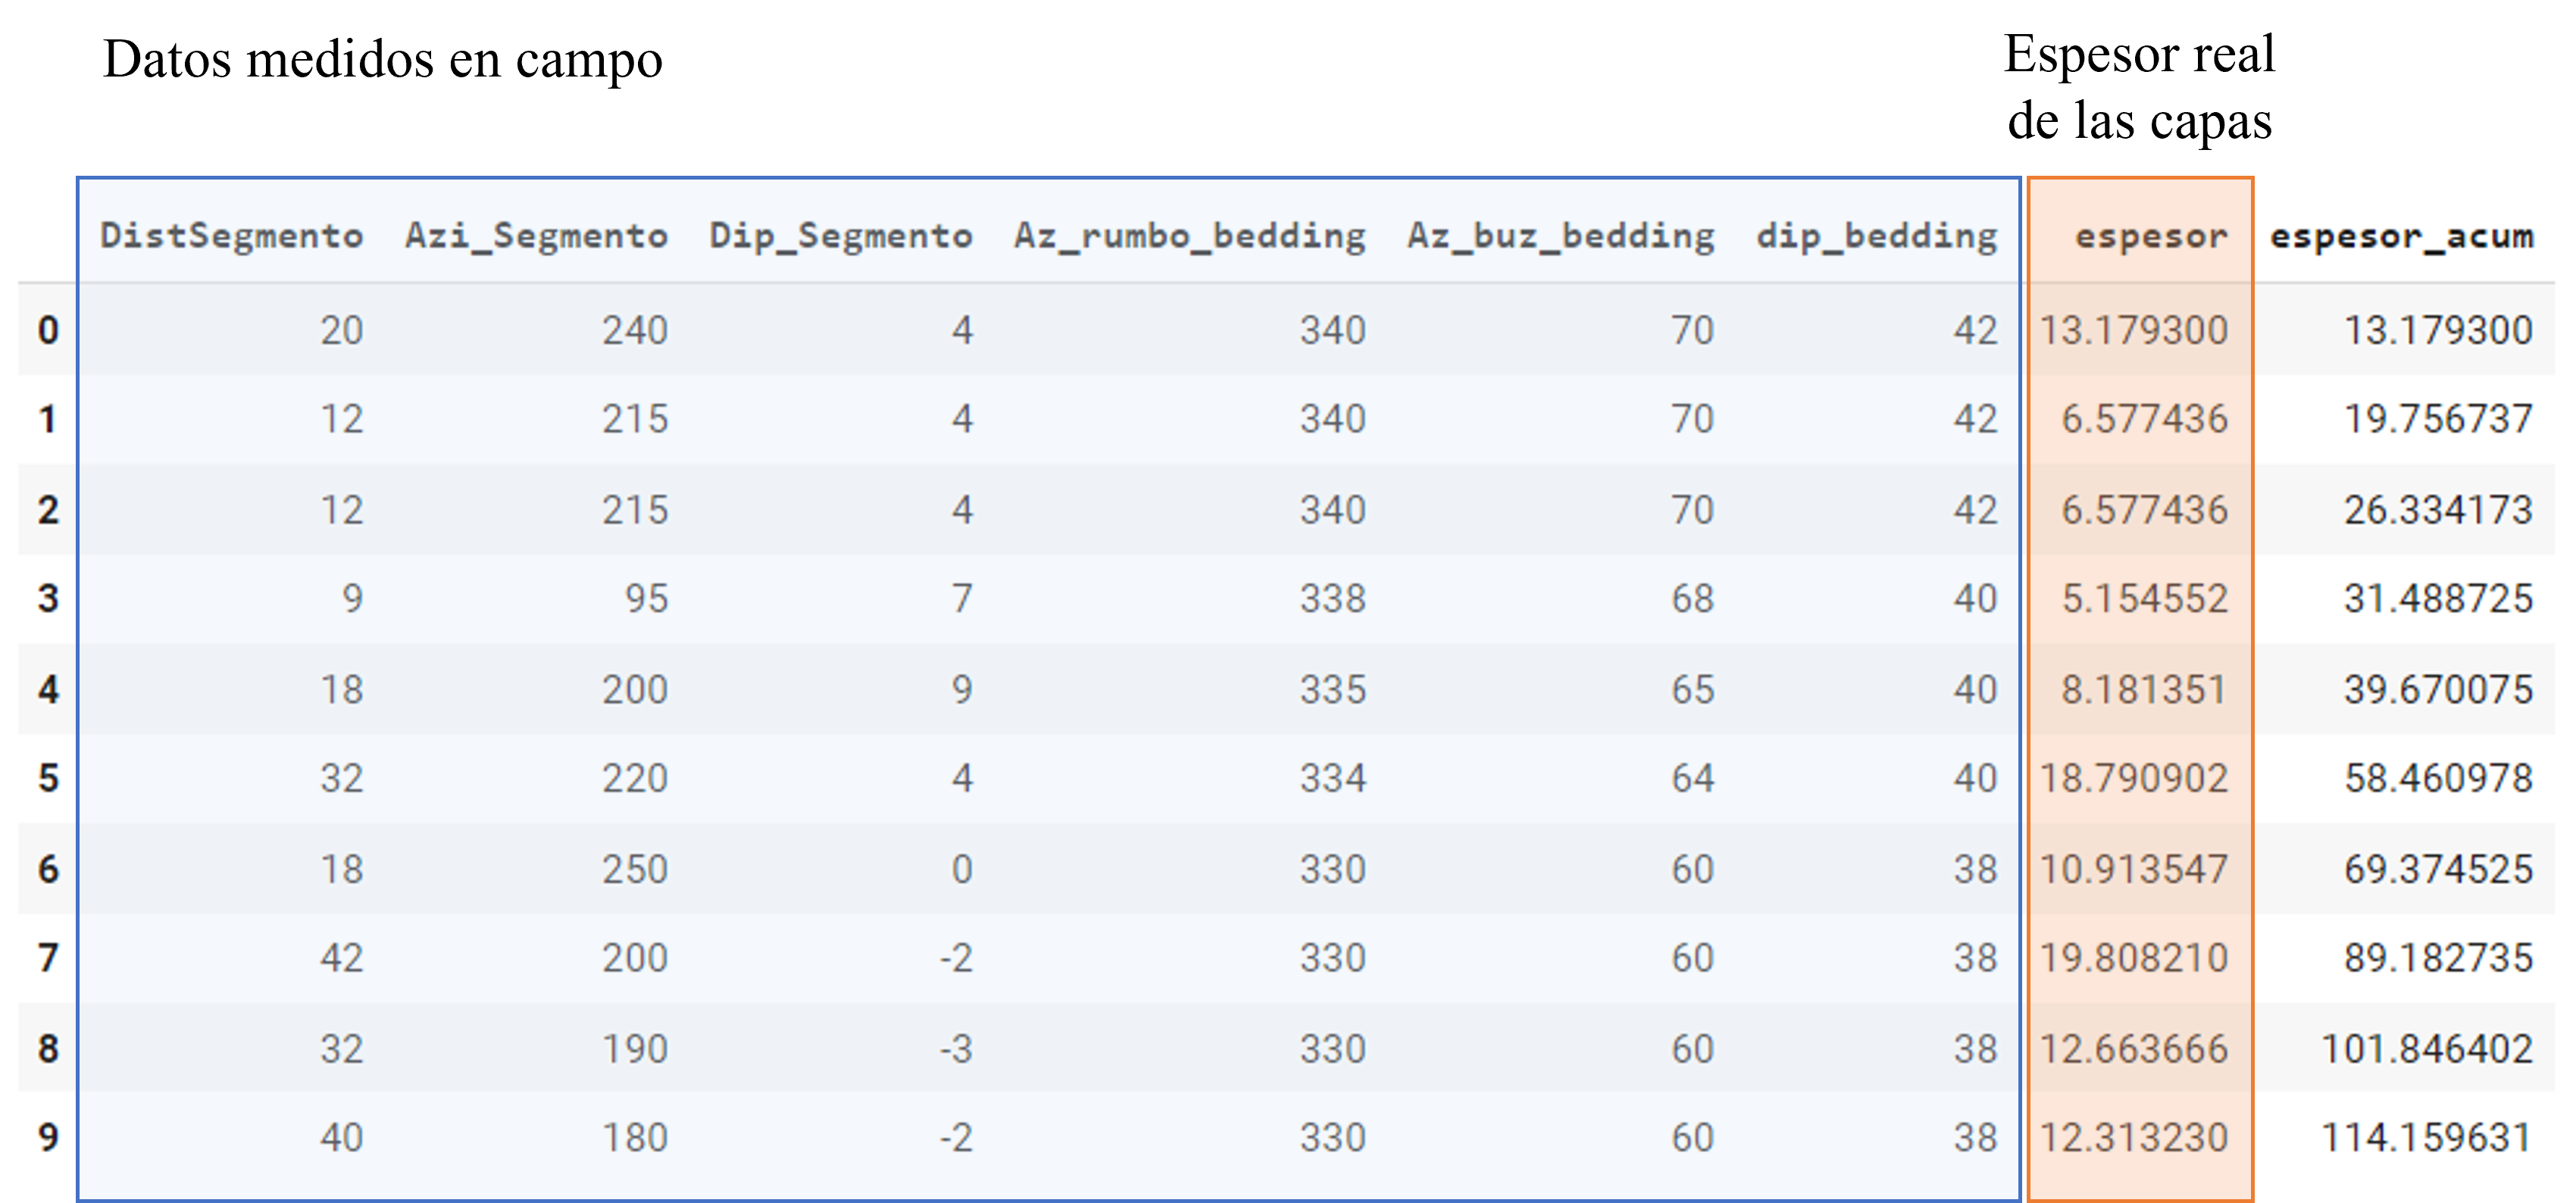 Datos medidos en campo
Espesor real
de las capas
DistSegmento Azi_Segmento Dip_Segmento Az_rumbo_bedding Az_buz_bedding dip_bedding espesor espesor_acum
0 20 240 4 340 70 42 13.179300 13.179300
1 12 215 4 340 70 42 6.577436 19.756737
2 12 215 4 340 70 42 6.577436 26.334173
3 9 95 7 338 68 40 5.154552 31.488725
4 18 200 9 335 65 40 8.181351 39.670075
5 32 220 4 334 64 40 18.790902 58.460978
6 18 250 0 330 60 38 10.913547 69.374525
7 42 200 -2 330 60 38 19.808210 89.182735
8 32 190 -3 330 60 38 12.663666 101.846402
9 40 180 -2 330 60 38 12.313230 114.159631